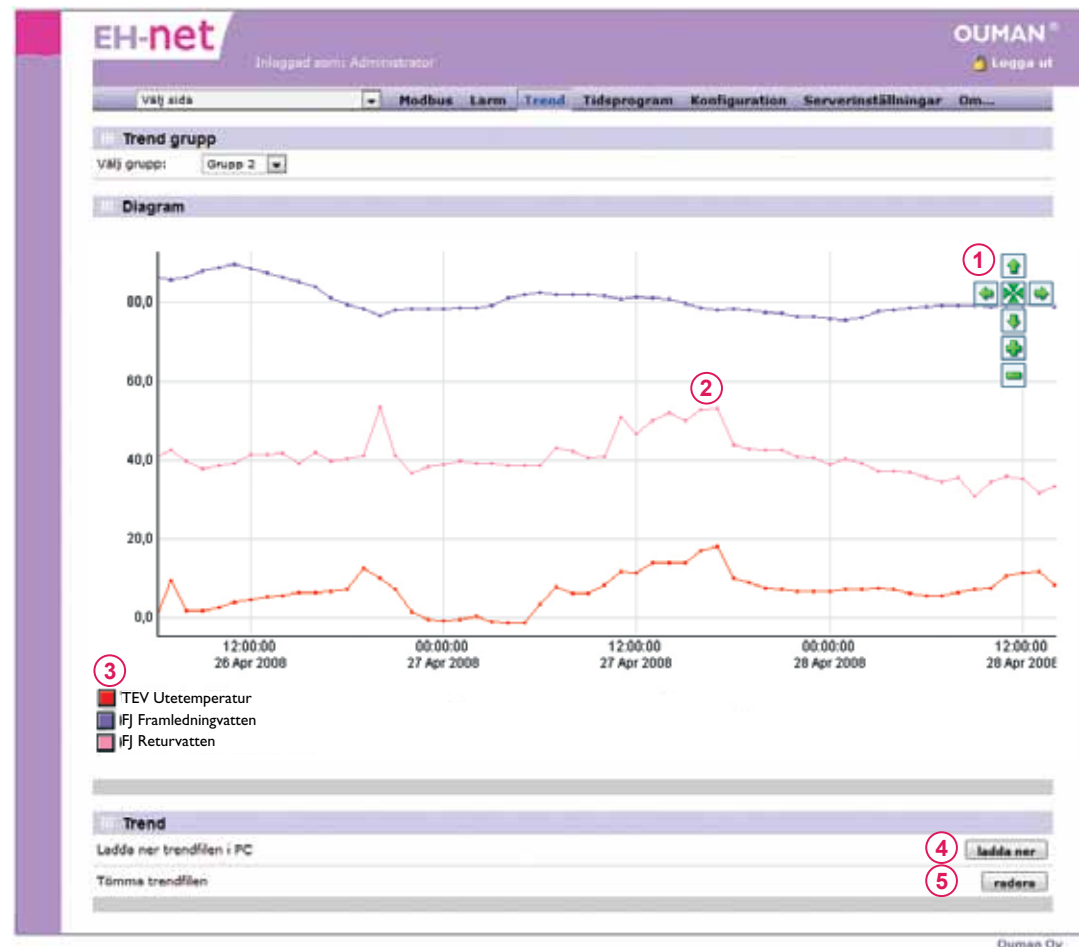 EH-net
OUMAN®
Inloggad som: Administrator
Logga ut
Välj sida
Modbus Larm Trend Tidsprogram Konfiguration Serverinställningar Om...
Trend grupp
Välj grupp: Grupp 2
Diagram
1
80,0
60,0
2
40,0
20,0
0,0
12:00:00 00:00:00 12:00:00 00:00:00 12:00:00
26 Apr 2008 27 Apr 2008 27 Apr 2008 28 Apr 2008 28 Apr 2008
3
TEV Utetemperatur
FJ Framledningvatten
FJ Returvatten
Trend
Ladda ner trendfilen i PC 4 ladda ner
Tömma trendfilen 5 radera
Ouman Oy